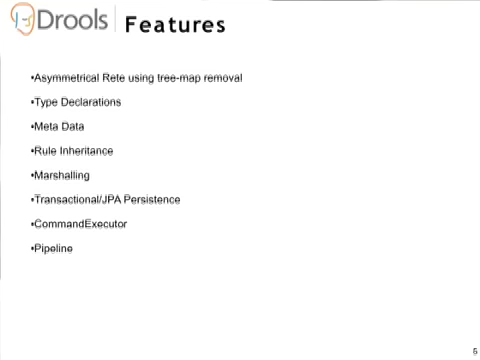 Drools
Features
•Asymmetrical Rete using tree-map removal
•Type Declarations
•Meta Data
•Rule Inheritance
•Marshalling
•Transactional/JPA Persistence
•CommandExecutor
•Pipeline
5